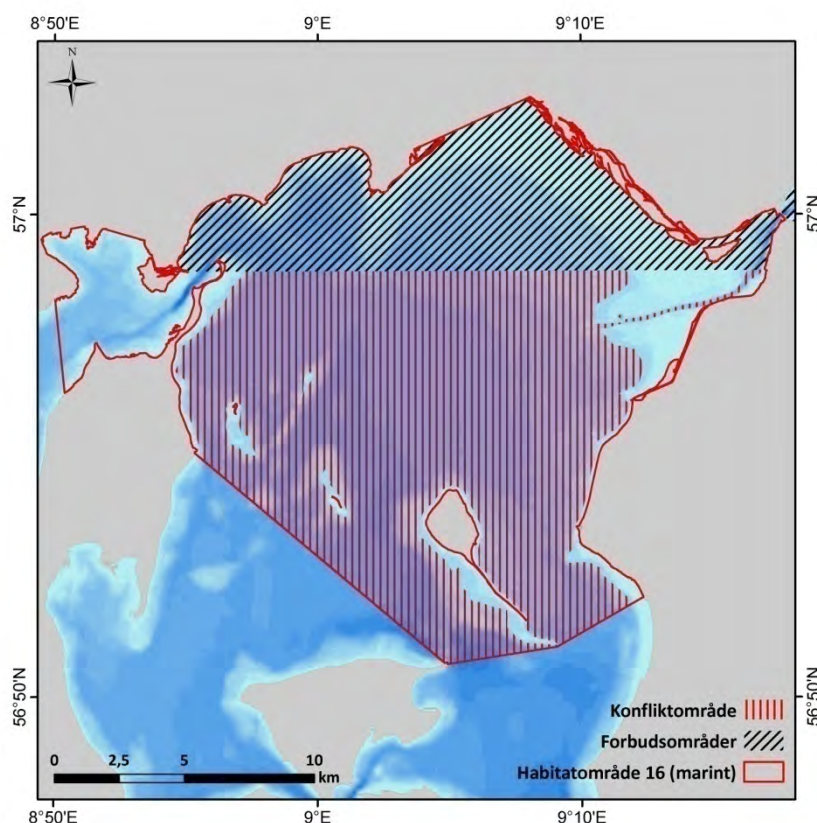 8°50'E 9°E 9°10'E
N
57°N 57°N
56°50'N 56°50'N
Konfliktområde
Forbudsområder
Habitatområde 16 (marint)
0 2,5 5 10
km
8°50'E 9°E 9°10'E